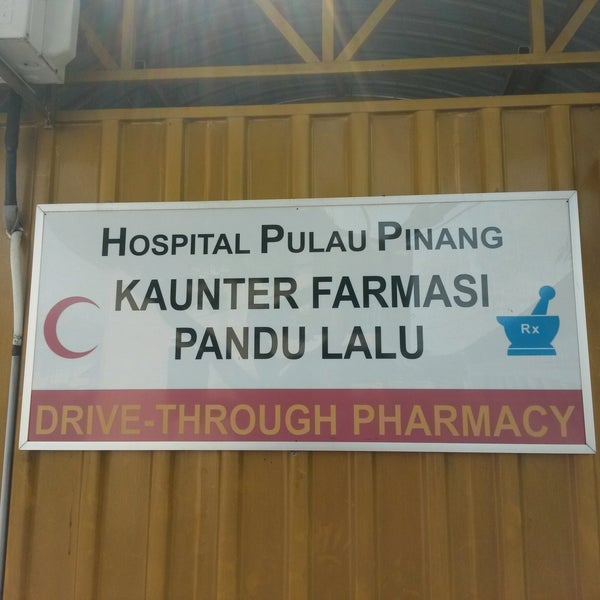 HOSPITAL PULAU PINANG
KAUNTER FARMASI
PANDU LALU
Rx
DRIVE-THROUGH PHARMACY